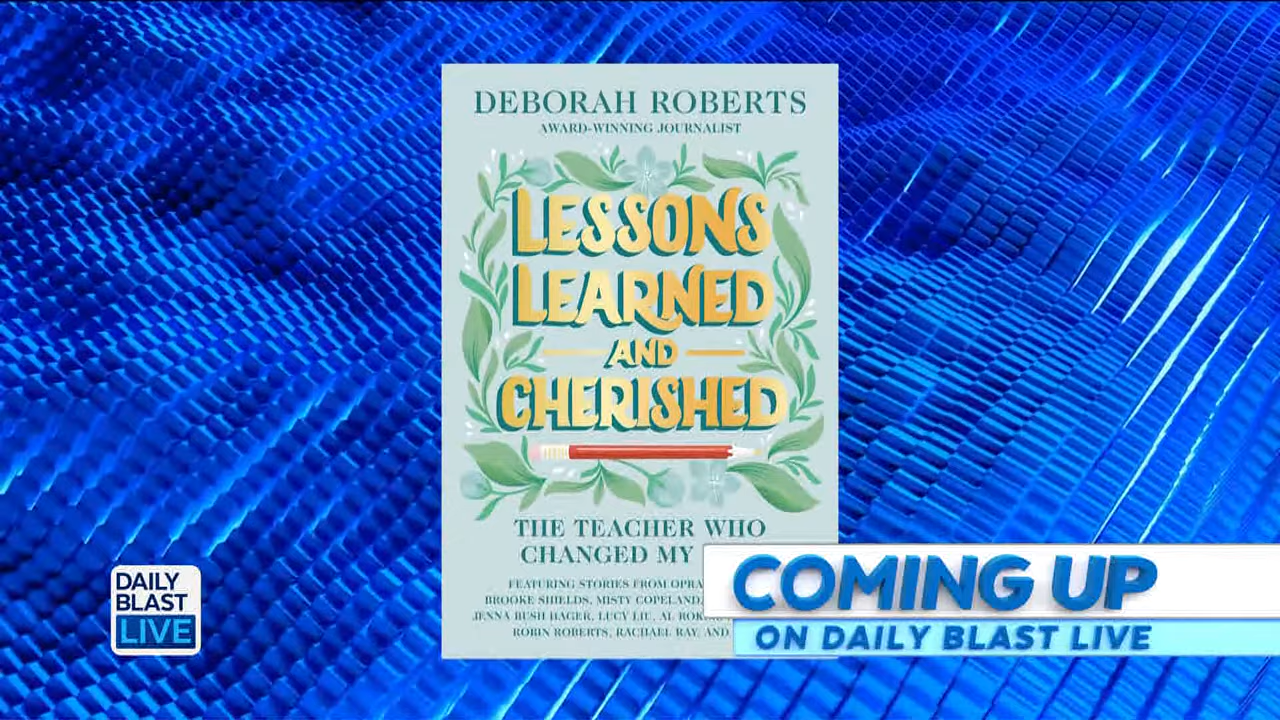 DEBORAH ROBERTS
AWARD-WINNING JOURNALIST
LESSONS
LEARNED
AND
CHERISHED
THE TEACHER WHO
CHANGED MY
FEATURING STORIES FROM
BROOKE SHIELDS, MISTY COPELAND,
JENNA BUSH HAGER, LUCY LIU, AL
ROBIN ROBERTS, RACHAEL RAY, AND
DAILY
BLAST
LIVE
COMING UP
ON DAILY BLAST LIVE